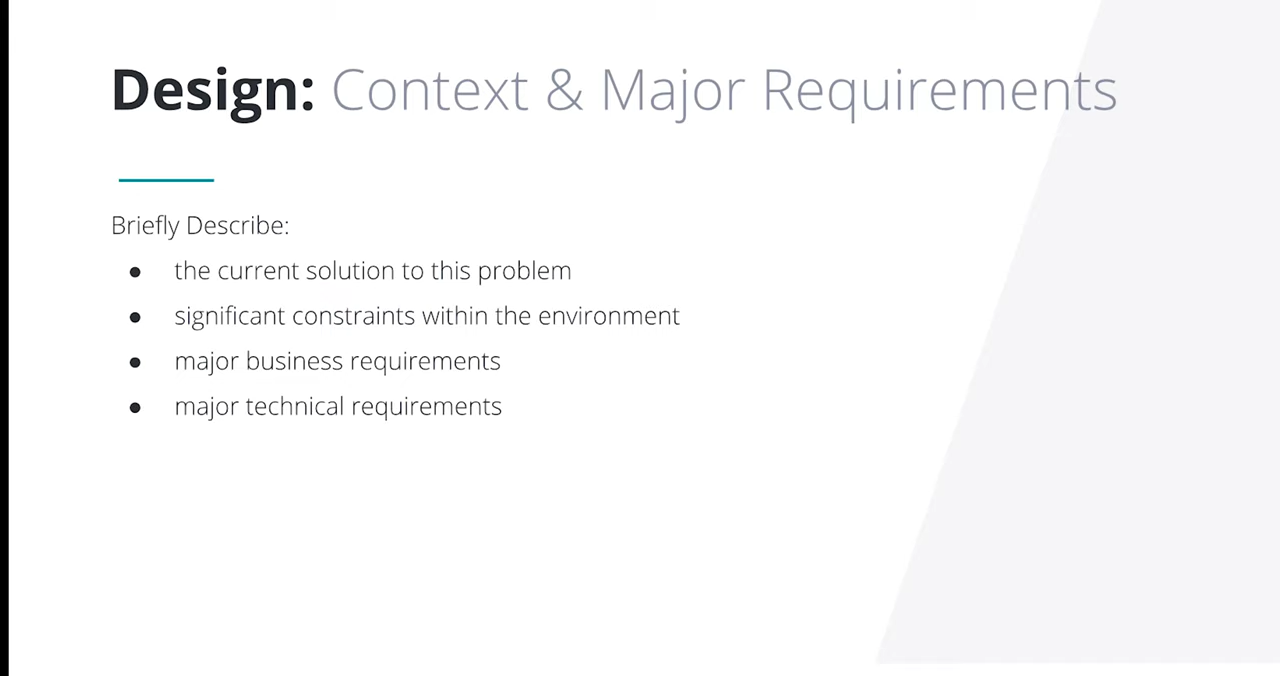 Design: Context & Major Requirements
Briefly Describe:
● the current solution to this problem
● significant constraints within the environment
● major business requirements
● major technical requirements